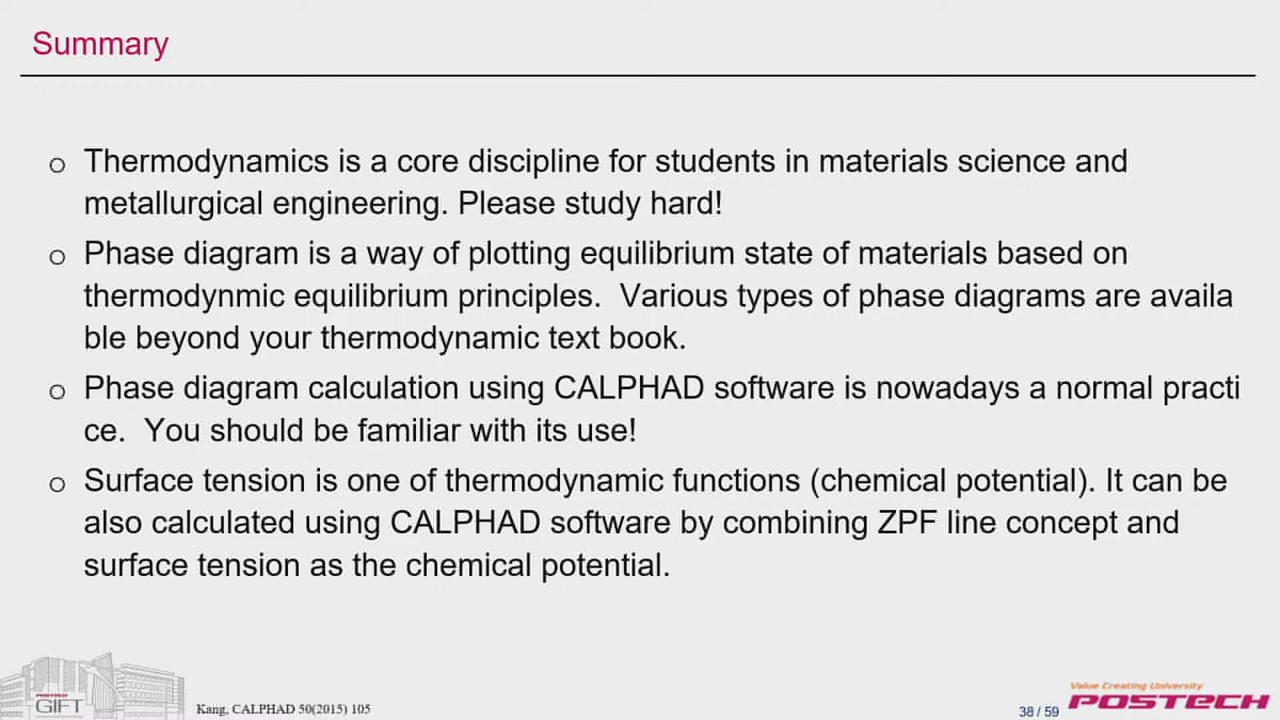 Summary
o Thermodynamics is a core discipline for students in materials science and
metallurgical engineering. Please study hard!
o Phase diagram is a way of plotting equilibrium state of materials based on
thermodynmic equilibrium principles.  Various types of phase diagrams are availa
ble beyond your thermodynamic text book.
o Phase diagram calculation using CALPHAD software is nowadays a normal practi
ce.  You should be familiar with its use!
o Surface tension is one of thermodynamic functions (chemical potential). It can be
also calculated using CALPHAD software by combining ZPF line concept and
surface tension as the chemical potential.
POSTECH
GIFT
Kang, CALPHAD 50(2015) 105
38 / 59
Value Creating University
POSTECH